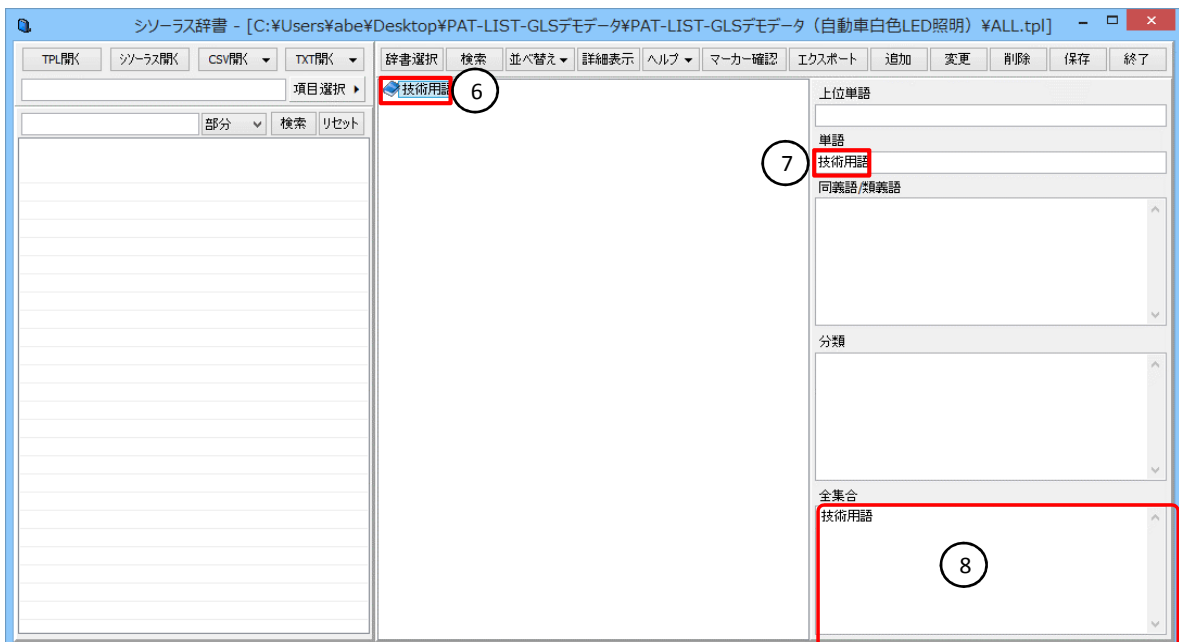 シソーラス辞書 - [C:¥Users¥abe¥Desktop¥PAT-LIST-GLSデモデータ¥PAT-LIST-GLSデモデータ（自動車白色LED照明）¥ALL.tpl]
TPL開く シソーラス開く CSV開く TXT開く 辞書選択 検索 並べ替え 詳細表示 ヘルプ マーカー確認 エクスポート 追加 変更 削除 保存 終了
項目選択
部分 検索 リセット
技術用語
6
上位単語
単語
7
技術用語
同義語/類義語
分類
全集合
技術用語
8